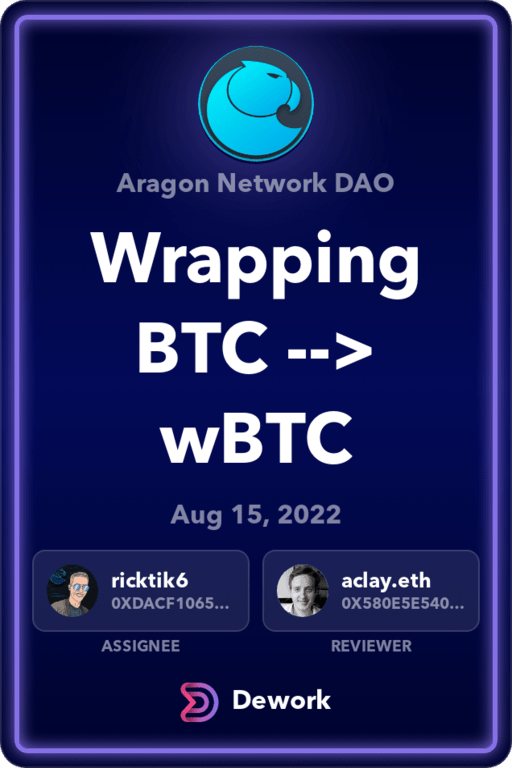 Aragon Network DAO
Wrapping
BTC -->
wBTC
Aug 15, 2022
ricktik6
0XDACF1065...
aclay.eth
0X580E5E540...
ASSIGNEE
REVIEWER
Dework